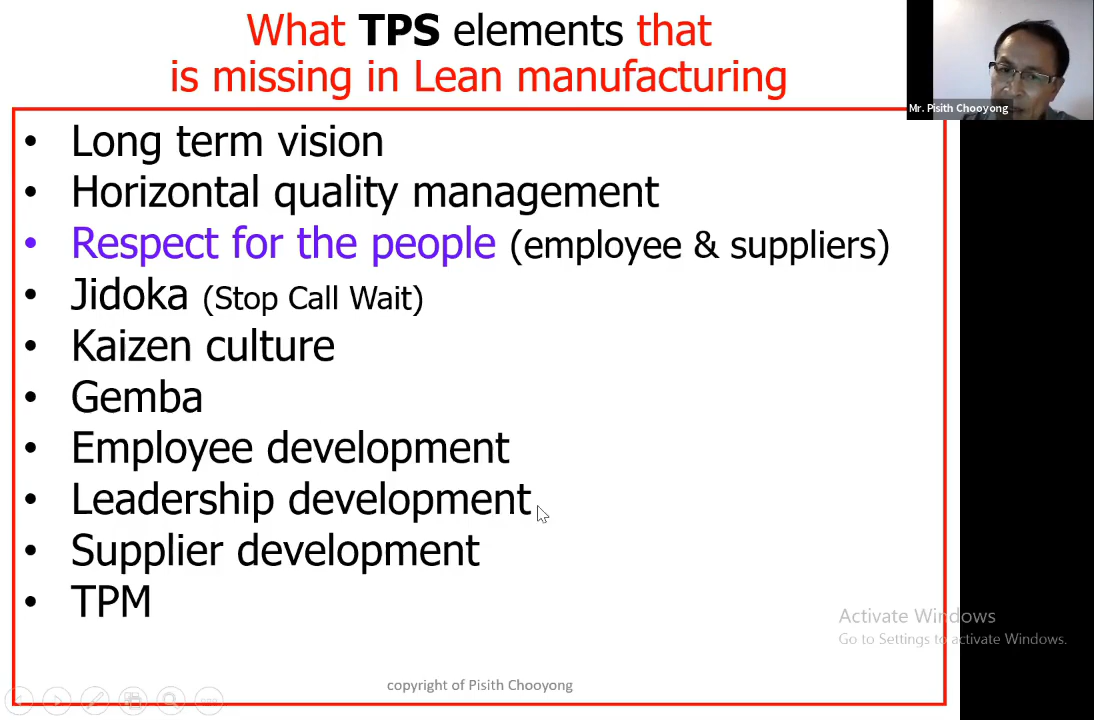 What TPS elements that
is missing in Lean manufacturing
Mr. Pisith Chooyong
• Long term vision
• Horizontal quality management
• Respect for the people (employee & suppliers)
• Jidoka (Stop Call Wait)
• Kaizen culture
• Gemba
• Employee development
• Leadership development
• Supplier development
• TPM
Activate Windows
Go to Settings to activate Windows.
copyright of Pisith Chooyong